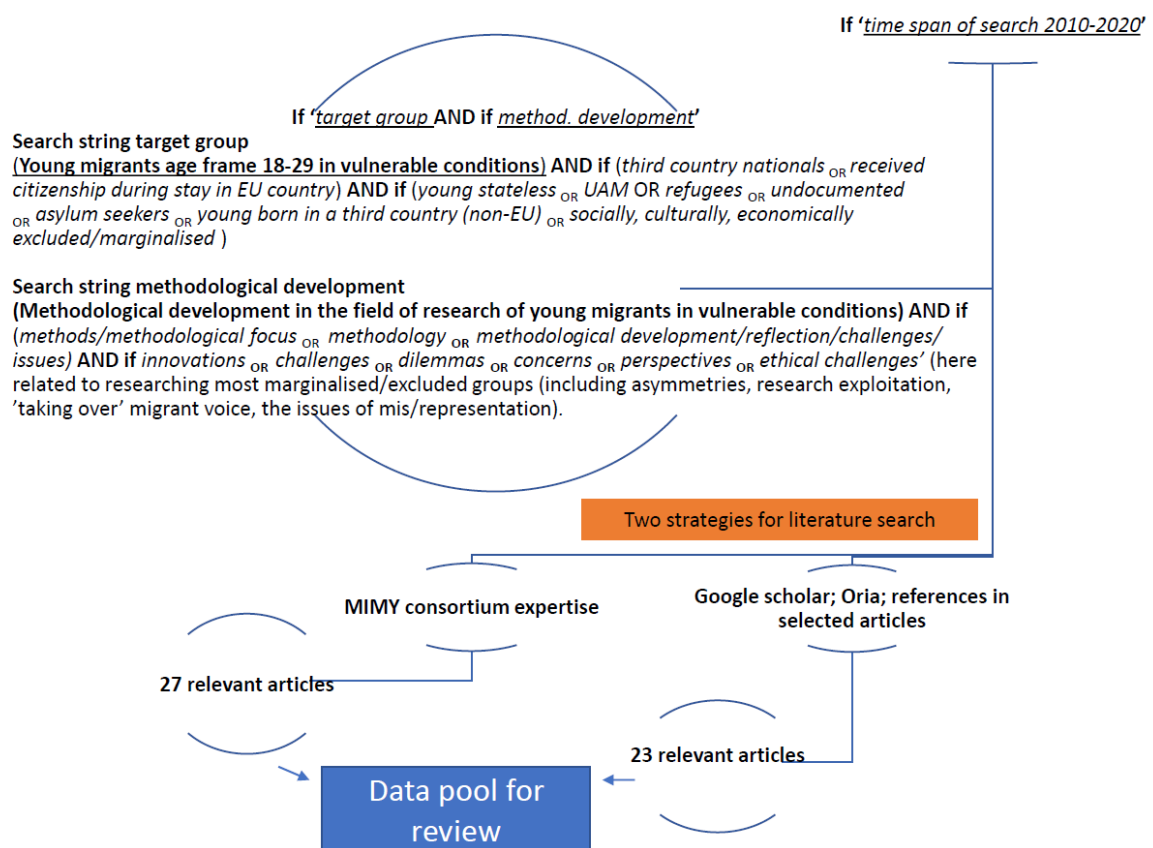 If ‘time span of search 2010-2020’
If ‘target group AND if method. development’
Search string target group
(Young migrants age frame 18-29 in vulnerable conditions) AND if (third country nationals OR received
citizenship during stay in EU country) AND if (young stateless OR UAM OR refugees OR undocumented
OR asylum seekers OR young born in a third country (non-EU) OR socially, culturally, economically
excluded/marginalised )
Search string methodological development
(Methodological development in the field of research of young migrants in vulnerable conditions) AND if
(methods/methodological focus OR methodology OR methodological development/reflection/challenges/
issues) AND if innovations OR challenges OR dilemmas OR concerns OR perspectives OR ethical challenges’ (here
related to researching most marginalised/excluded groups (including asymmetries, research exploitation,
’taking over’ migrant voice, the issues of mis/representation).
Two strategies for literature search
MIMY consortium expertise
Google scholar; Oria; references in
selected articles
27 relevant articles
23 relevant articles
Data pool for
review